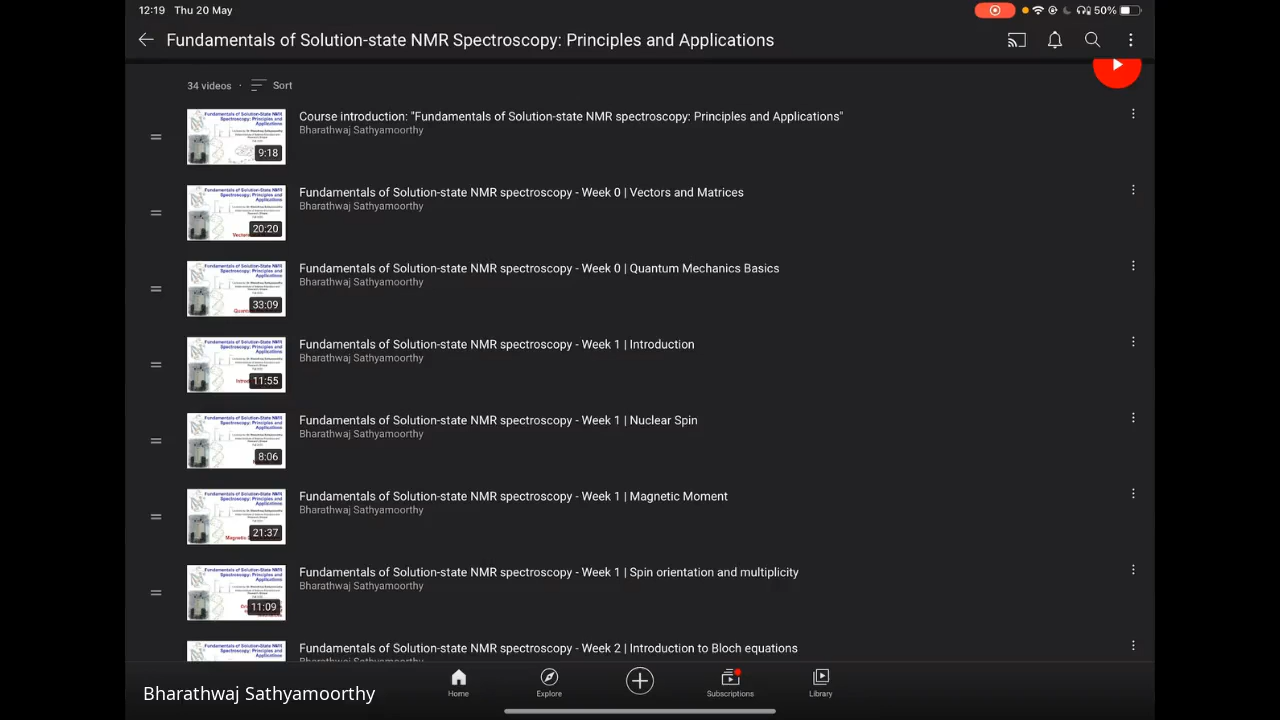 12:19 Thu 20 May
50%
Fundamentals of Solution-state NMR Spectroscopy: Principles and Applications
34 videos · Sort
Course Intro "Fundamentals of Solution-state NMR Spectroscopy: Principles and Applications"
Bharathwaj Sathyamoorthy
9:18
Fundamentals of Solution-state NMR Spectroscopy - Week 0 | Vectors and Matrices
Bharathwaj Sathyamoorthy
20:20
Fundamentals of Solution-state NMR Spectroscopy - Week 0 | Quantum Mechanics Basics
Bharathwaj Sathyamoorthy
33:09
Fundamentals of Solution-state NMR Spectroscopy - Week 1 | Introduction
Bharathwaj Sathyamoorthy
11:55
Fundamentals of Solution-state NMR Spectroscopy - Week 1 | Nuclear Spin
Bharathwaj Sathyamoorthy
8:06
Fundamentals of Solution-state NMR Spectroscopy - Week 1 | Magnetic Moment
Bharathwaj Sathyamoorthy
21:37
Fundamentals of Solution-state NMR Spectroscopy - Week 1 | Spin systems and multiplicity
Bharathwaj Sathyamoorthy
11:09
Fundamentals of Solution-state NMR Spectroscopy - Week 2 | Intro to Bloch equations
Bharathwaj Sathyamoorthy
Home
Explore
Subscriptions
Library
Bharathwaj Sathyamoorthy